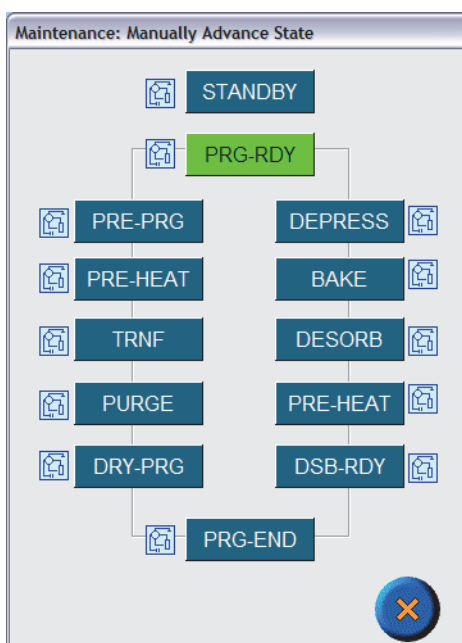 Maintenance: Manually Advance State
STANDBY
PRG-RDY
PRE-PRG DEPRESS
PRE-HEAT BAKE
TRNF DESORB
PURGE PRE-HEAT
DRY-PRG DSB-RDY
PRG-END